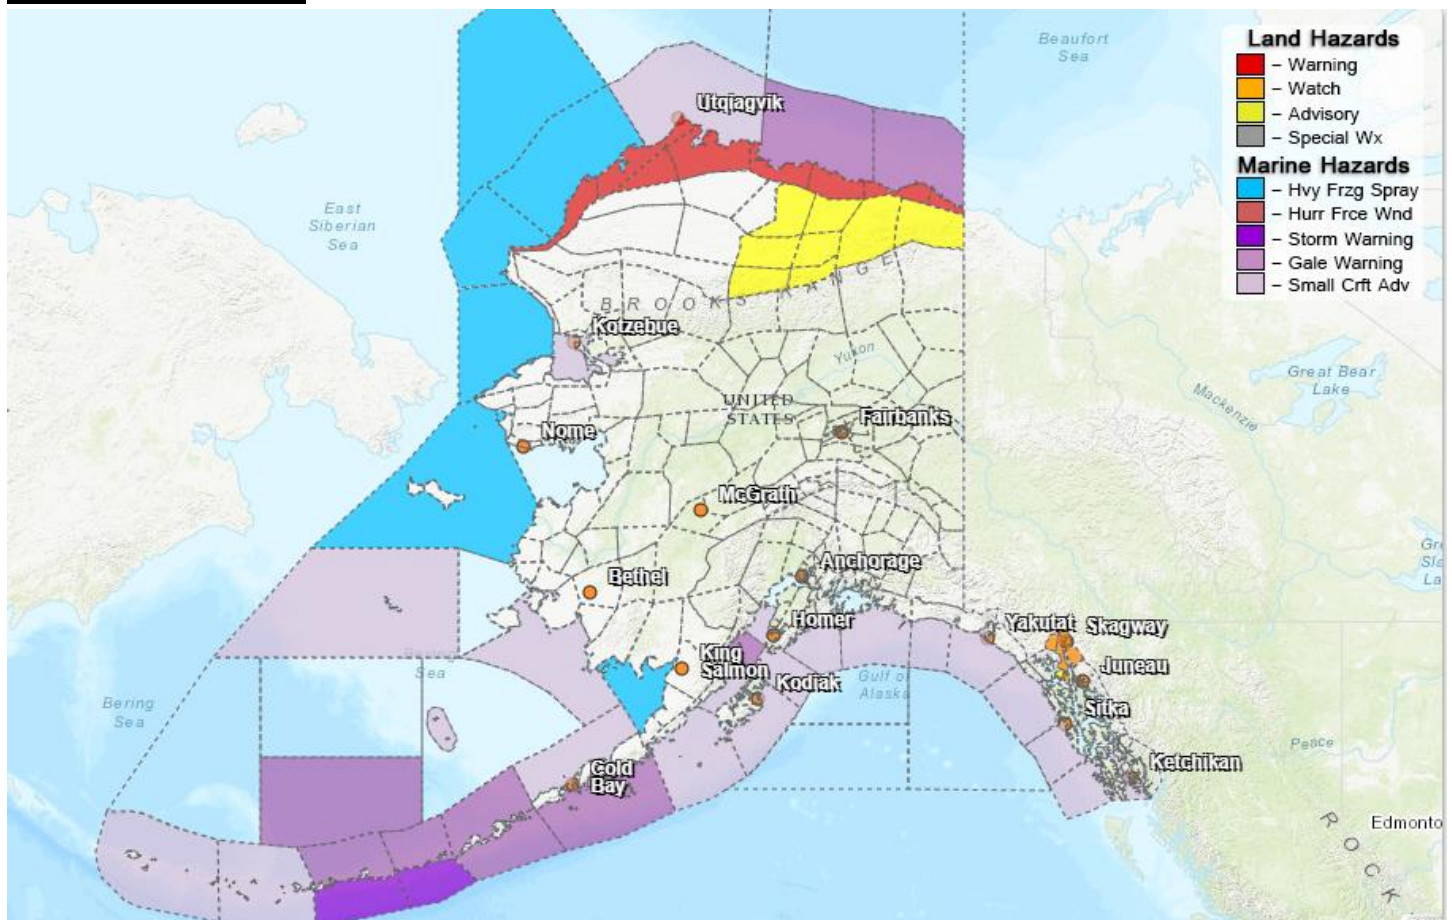 Land Hazards
– Warning
– Watch
– Advisory
– Special Wx
Marine Hazards
– Hvy Frzg Spray
– Hurr Frce Wnd
– Storm Warning
– Gale Warning
– Small Crft Adv
Beaufort
Sea
Utqiagvik
East
Siberian
Sea
BROOKS RANGE
Kotzebue
Yukon
Great Bear
Lake
Mackenzie
UNITED
STATES
Fairbanks
Nome
McGrath
Anchorage
Bethel
Homer
Yakutat
Skagway
King
Salmon
Juneau
Sea
Kodiak
Gulf of
Alaska
Bering
Sea
Sitka
Peace
Ketchikan
Cold
Bay
Edmonto
ROCK